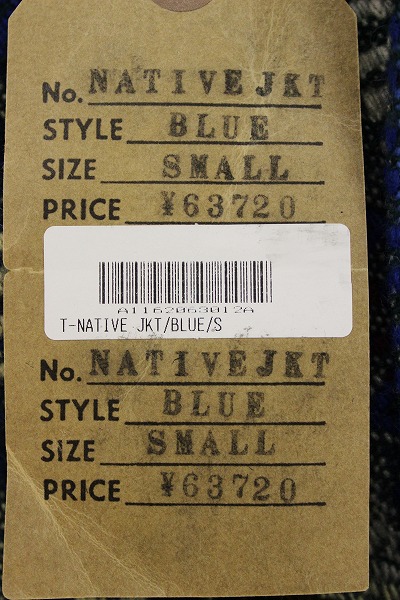 No. NATIVE JKT
STYLE BLUE
SIZE SMALL
PRICE ¥63720
A1162063012A
T-NATIVE JKT/BLUE/S
No. NATIVE JKT
STYLE BLUE
SIZE SMALL
PRICE ¥63720